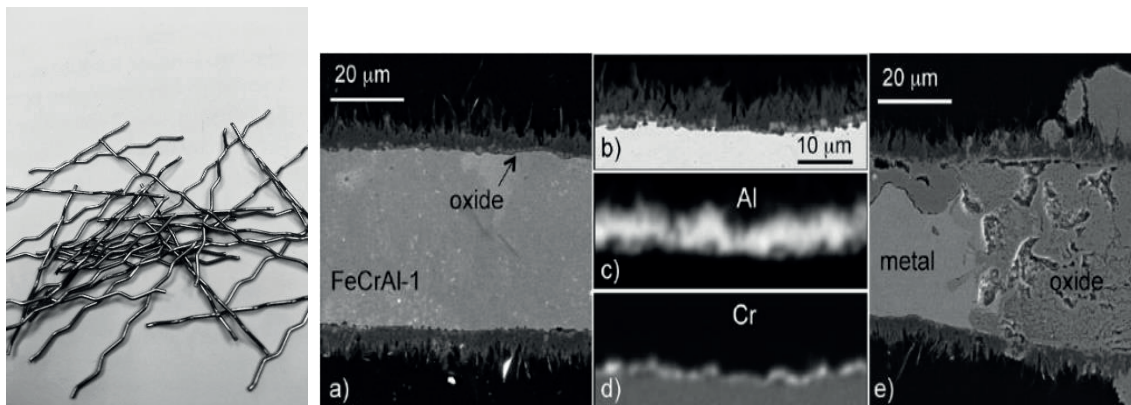 20 μm
oxide
FeCrAl-1
a)
b)
10 μm
Al
c)
Cr
d)
20 μm
metal
oxide
e)